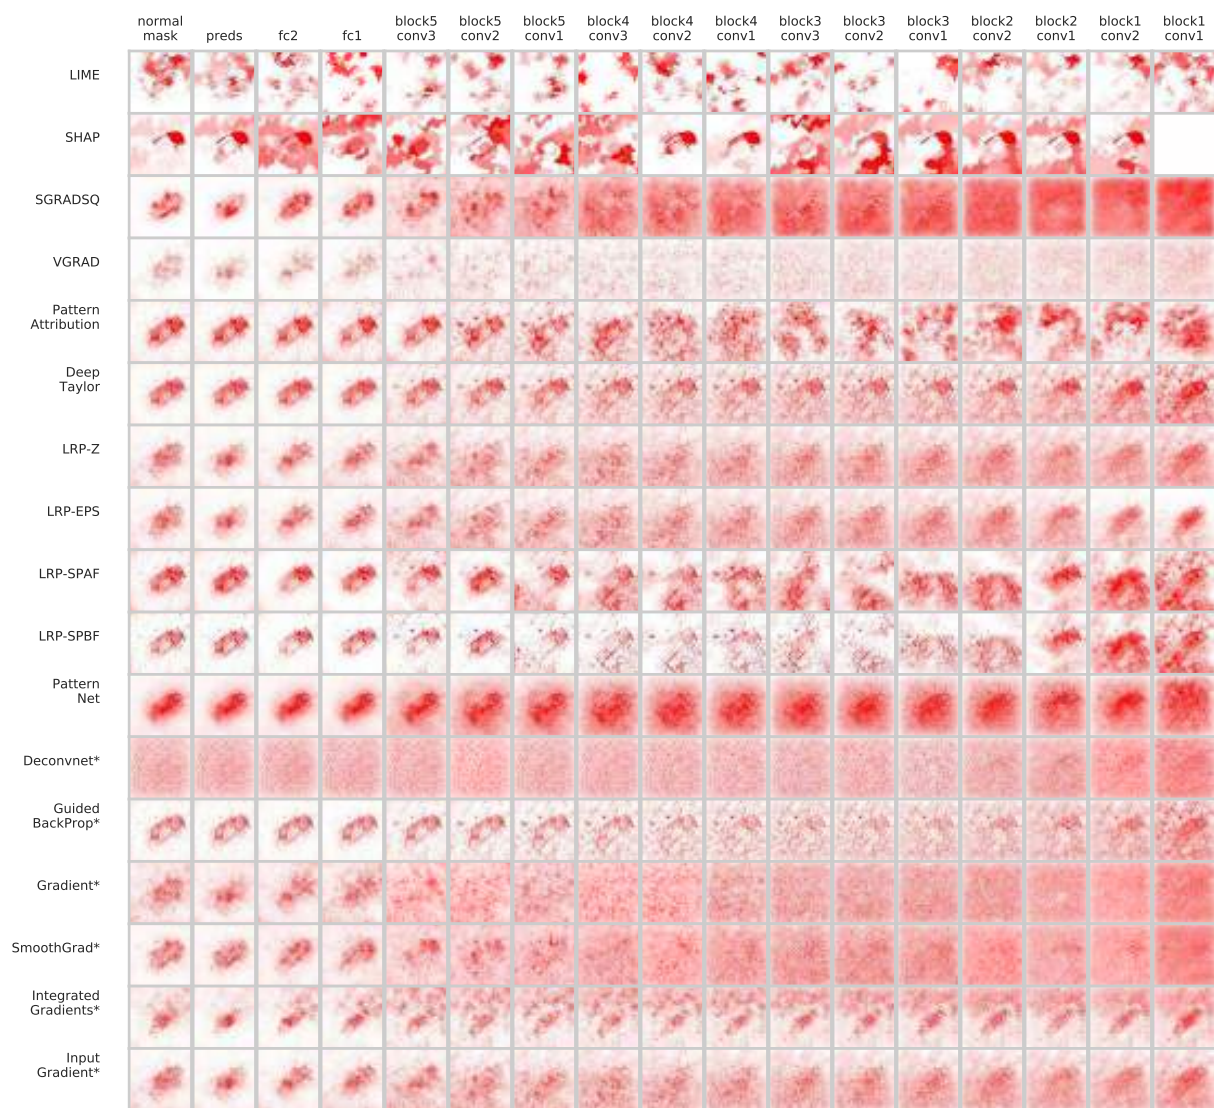 normal mask
preds
fc2
fc1
block5 conv3
block5 conv2
block5 conv1
block4 conv3
block4 conv2
block4 conv1
block3 conv3
block3 conv2
block3 conv1
block2 conv2
block2 conv1
block1 conv2
block1 conv1
LIME
SHAP
SGRADSQ
VGRAD
Pattern
Attribution
Deep
Taylor
LRP-Z
LRP-EPS
LRP-SPAF
LRP-SPBF
Pattern
Net
Deconvnet*
Guided
BackProp*
Gradient*
SmoothGrad*
Integrated
Gradients*
Input
Gradient*